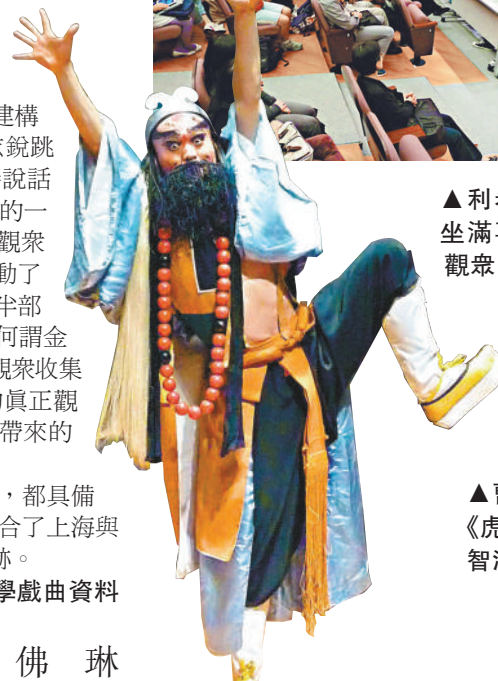 建構
銳跳
說話
的一
觀衆
動了
半部
何謂金
觀衆收集
眞正觀
帶來的
，都具備
合了上海與
跡。
學戲曲資料
佛 琳
▲利
坐滿
觀衆
▲
《虎
智